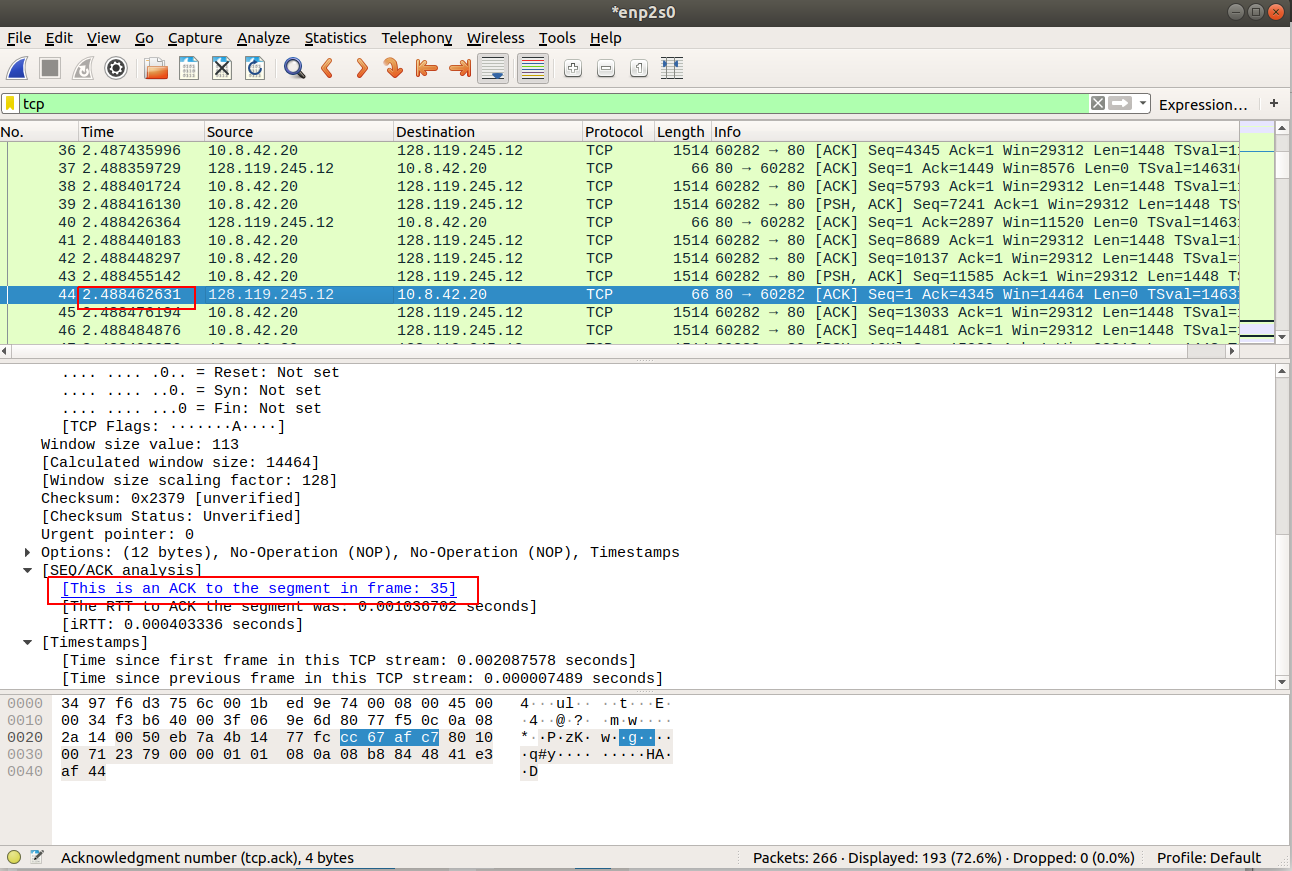 *enp2s0
File Edit View Go Capture Analyze Statistics Telephony Wireless Tools Help
tcp
Expression… +
No. Time Source Destination Protocol Length Info
36 2.487435996 10.8.42.20 128.119.245.12 TCP 1514 60282 → 80 [ACK] Seq=4345 Ack=1 Win=29312 Len=1448 TSval=1
37 2.488359729 128.119.245.12 10.8.42.20 TCP 66 80 → 60282 [ACK] Seq=1 Ack=1449 Win=8576 Len=0 TSval=14631
38 2.488401724 10.8.42.20 128.119.245.12 TCP 1514 60282 → 80 [ACK] Seq=5793 Ack=1 Win=29312 Len=1448 TSval=1
39 2.488416130 10.8.42.20 128.119.245.12 TCP 1514 60282 → 80 [PSH, ACK] Seq=7241 Ack=1 Win=29312 Len=1448 TS
40 2.488426364 128.119.245.12 10.8.42.20 TCP 66 80 → 60282 [ACK] Seq=1 Ack=2897 Win=11520 Len=0 TSval=1463
41 2.488440183 10.8.42.20 128.119.245.12 TCP 1514 60282 → 80 [ACK] Seq=8689 Ack=1 Win=29312 Len=1448 TSval=1
42 2.488448297 10.8.42.20 128.119.245.12 TCP 1514 60282 → 80 [ACK] Seq=10137 Ack=1 Win=29312 Len=1448 TSval=
43 2.488455142 10.8.42.20 128.119.245.12 TCP 1514 60282 → 80 [PSH, ACK] Seq=11585 Ack=1 Win=29312 Len=1448 T
44 2.488462631 128.119.245.12 10.8.42.20 TCP 66 80 → 60282 [ACK] Seq=1 Ack=4345 Win=14464 Len=0 TSval=1463
45 2.488476194 10.8.42.20 128.119.245.12 TCP 1514 60282 → 80 [ACK] Seq=13033 Ack=1 Win=29312 Len=1448 TSval=
46 2.488484876 10.8.42.20 128.119.245.12 TCP 1514 60282 → 80 [ACK] Seq=14481 Ack=1 Win=29312 Len=1448 TSval=
.... .... .0.. = Reset: Not set
.... .... ..0. = Syn: Not set
.... .... ...0 = Fin: Not set
[TCP Flags: ·······A····]
Window size value: 113
[Calculated window size: 14464]
[Window size scaling factor: 128]
Checksum: 0x2379 [unverified]
[Checksum Status: Unverified]
Urgent pointer: 0
Options: (12 bytes), No-Operation (NOP), No-Operation (NOP), Timestamps
[SEQ/ACK analysis]
[This is an ACK to the segment in frame: 35]
[The RTT to ACK the segment was: 0.001036702 seconds]
[iRTT: 0.000403336 seconds]
[Timestamps]
[Time since first frame in this TCP stream: 0.002087578 seconds]
[Time since previous frame in this TCP stream: 0.000007489 seconds]
0000 34 97 f6 d3 75 6c 00 1b ed 9e 74 00 08 00 45 00 4···ul·· ··t···E·
0010 00 34 f3 b6 40 00 3f 06 9e 6d 80 77 f5 0c 0a 08 ·4··@·?· ·m·w····
0020 2a 14 00 50 eb 7a 4b 14 77 fc cc 67 af c7 80 10 *··P·zK· w··g····
0030 00 71 23 79 00 00 01 01 08 0a 08 b8 84 48 41 e3 ·q#y···· ·····HA·
0040 af 44 ·D
Acknowledgment number (tcp.ack), 4 bytes Packets: 266 · Displayed: 193 (72.6%) · Dropped: 0 (0.0%) Profile: Default